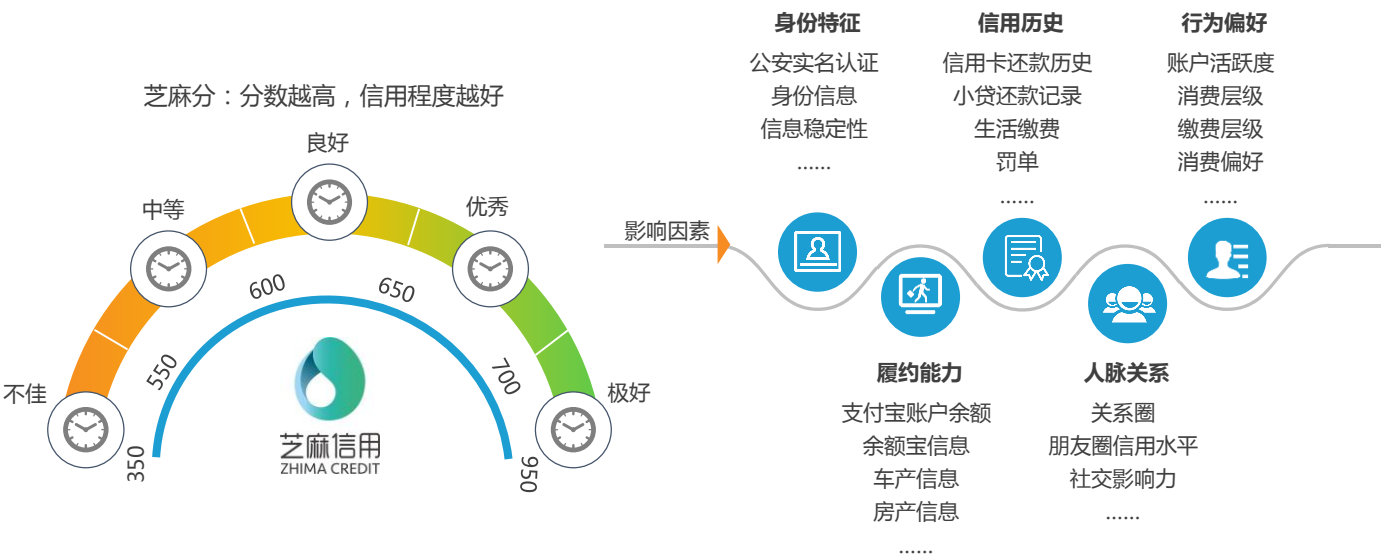 芝麻分：分数越高，信用程度越好
不佳
中等
良好
优秀
极好
350
550
600
650
700
950
芝麻信用
ZHIMA CREDIT
影响因素
身份特征
公安实名认证
身份信息
信息稳定性
......
履约能力
支付宝账户余额
余额宝信息
车产信息
房产信息
......
信用历史
信用卡还款历史
小贷还款记录
生活缴费
罚单
......
人脉关系
关系圈
朋友圈信用水平
社交影响力
......
行为偏好
账户活跃度
消费层级
缴费层级
消费偏好
......